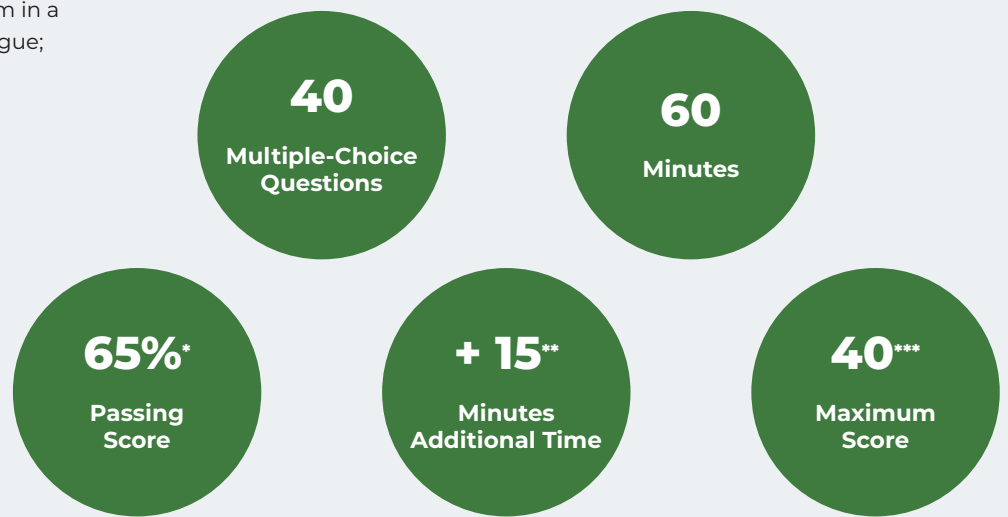 m in a
gue;
40
Multiple-Choice
Questions
60
Minutes
65%*
Passing
Score
+ 15**
Minutes
Additional Time
40***
Maximum
Score